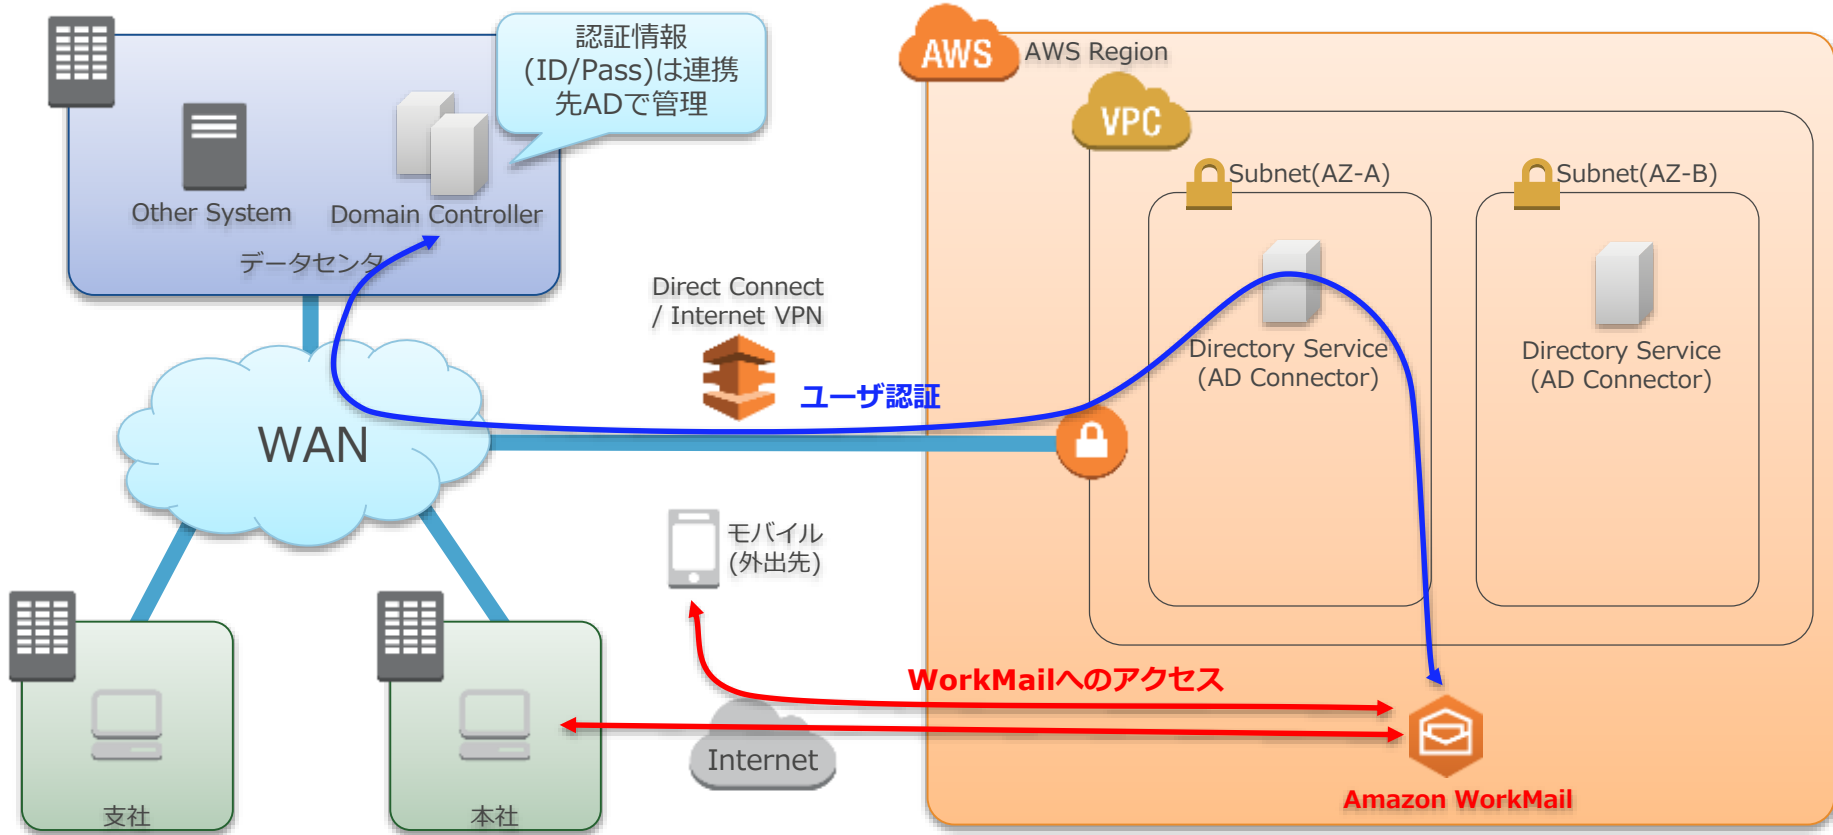 認証情報
(ID/Pass)は連携
先ADで管理
Other System
Domain Controller
データセンタ
AWS
AWS Region
VPC
Subnet(AZ-A)
Subnet(AZ-B)
Direct Connect
/ Internet VPN
Directory Service
(AD Connector)
Directory Service
(AD Connector)
ユーザ認証
WAN
モバイル
(外出先)
WorkMailへのアクセス
Internet
Amazon WorkMail
支社
本社